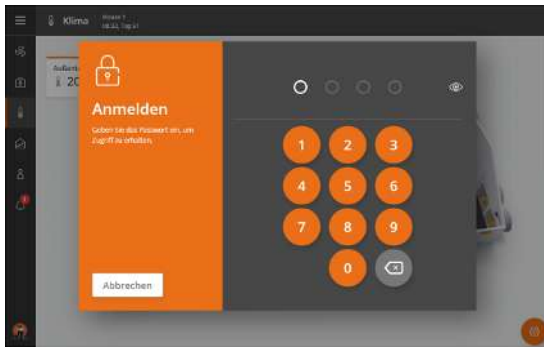 Klima
Anmelden
Geben Sie das Passwort ein, um
Zugriff zu erhalten.
1 2 3
4 5 6
7 8 9
0
Abbrechen
20